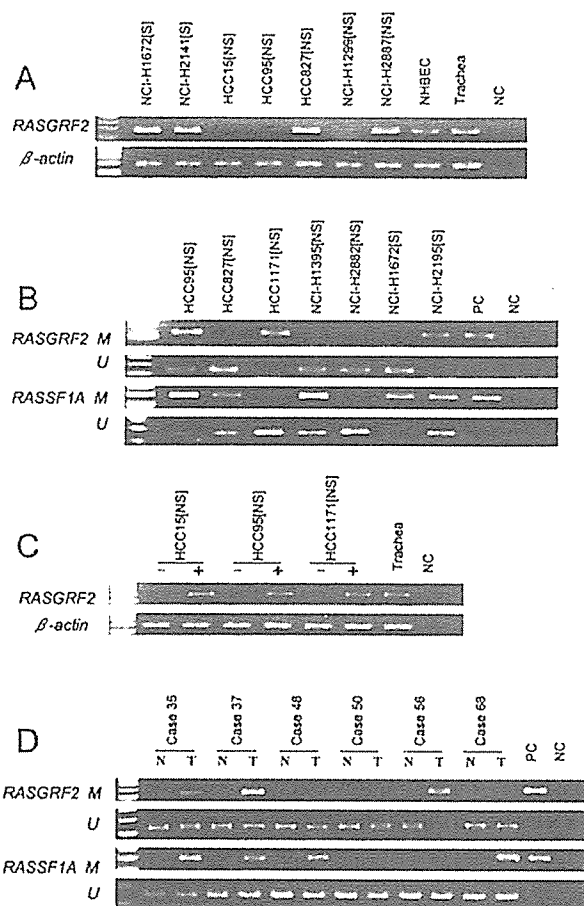 A
NCI-H1672[S] NCI-H2141[S] HCC15[NS] HCC95[NS] HCC827[NS] NCI-H1299[NS] NCI-H2887[NS] NHBEC Trachea NC
RASGRF2
β-actin
B
HCC95[NS] HCC827[NS] HCC1171[NS] NCI-H1395[NS] NCI-H2882[NS] NCI-H1672[S] NCI-H2195[S] PC NC
RASGRF2 M
U
RASSF1A M
U
C
HCC15[NS] HCC95[NS] HCC1171[NS] Trachea NC
- + - + - +
RASGRF2
β-actin
D
Case 35 Case 37 Case 48 Case 50 Case 56 Case 63 PC NC
N T N T N T N T N T N T
RASGRF2 M
U
RASSF1A M
U